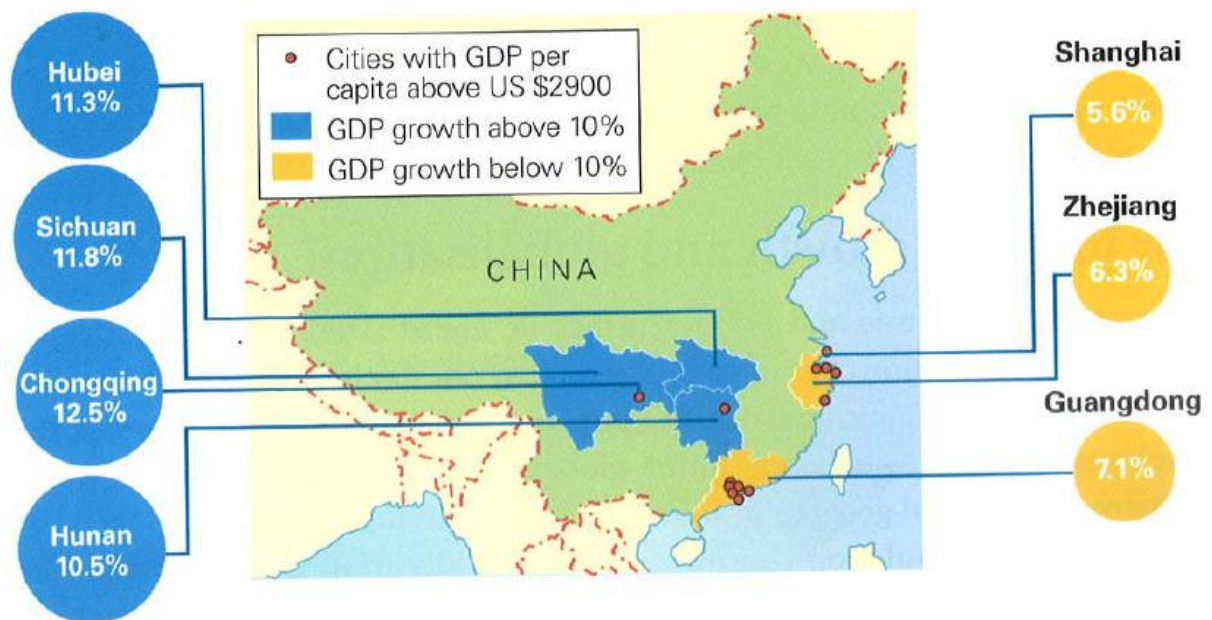 Hubei
11.3%
Sichuan
11.8%
Chongqing
12.5%
Hunan
10.5%
Cities with GDP per
capita above US $2900
GDP growth above 10%
GDP growth below 10%
CHINA
Shanghai
5.6%
Zhejiang
6.3%
Guangdong
7.1%